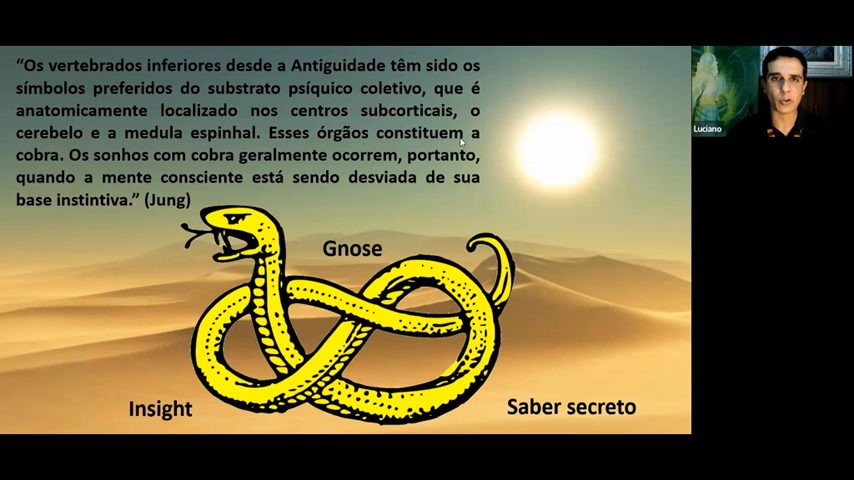 “Os vertebrados inferiores desde a Antiguidade têm sido os
símbolos preferidos do substrato psíquico coletivo, que é
anatomicamente localizado nos centros subcorticais, o
cerebelo e a medula espinhal. Esses órgãos constituem a
cobra. Os sonhos com cobra geralmente ocorrem, portanto,
quando a mente consciente está sendo desviada de sua
base instintiva.” (Jung)
Luciano
Gnose
Insight
Saber secreto